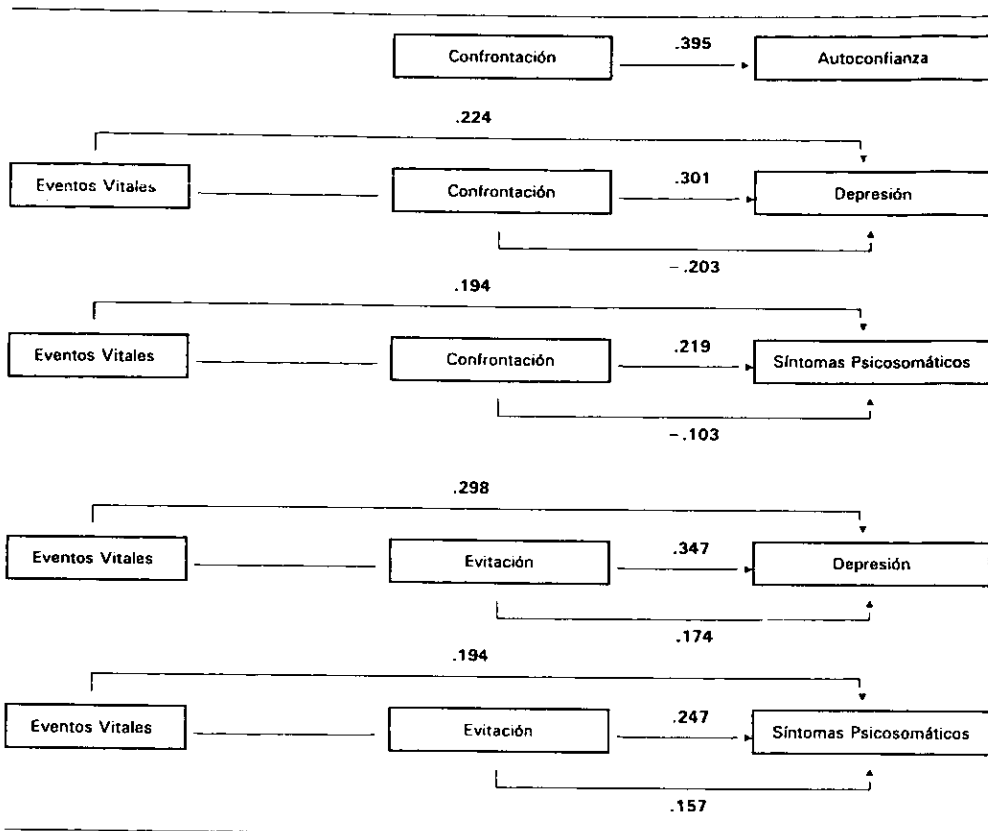 .395
Confrontación Autoconfianza
.224
Eventos Vitales Confrontación .301 Depresión
-.203
.194
Eventos Vitales Confrontación .219 Síntomas Psicosomáticos
-.103
.298
Eventos Vitales Evitación .347 Depresión
.174
.194
Eventos Vitales Evitación .247 Síntomas Psicosomáticos
.157